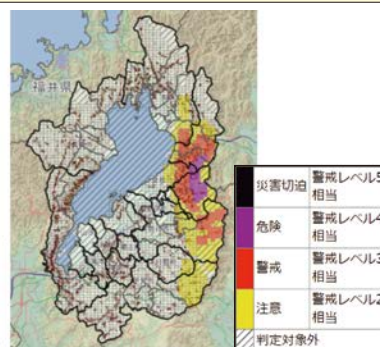 福井県
災害切迫
警戒レベル5
相当
危険
警戒レベル4
相当
警戒
警戒レベル3
相当
注意
警戒レベル2
相当
判定対象外